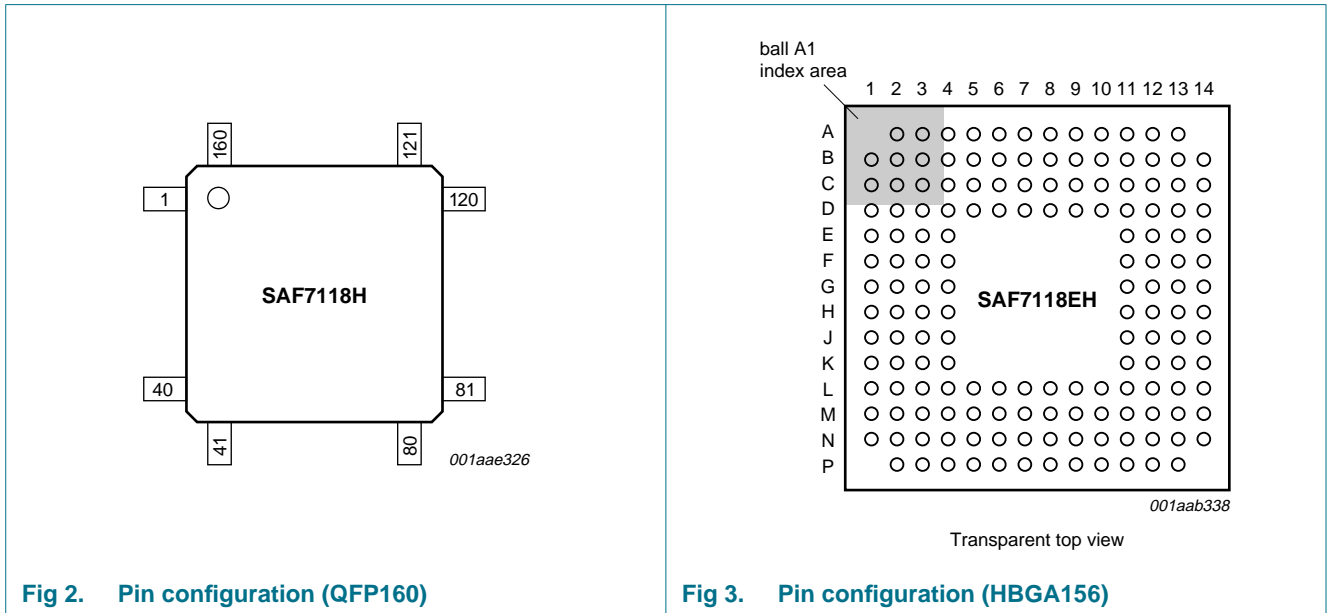 160
121
1
120
SAF7118H
40
81
41
80
001aae326
Fig 2. Pin configuration (QFP160)
ball A1
index area
1 2 3 4 5 6 7 8 9 10 11 12 13 14
A
B
C
D
E
F
G
SAF7118EH
H
J
K
L
M
N
P
001aab338
Transparent top view
Fig 3. Pin configuration (HBGA156)